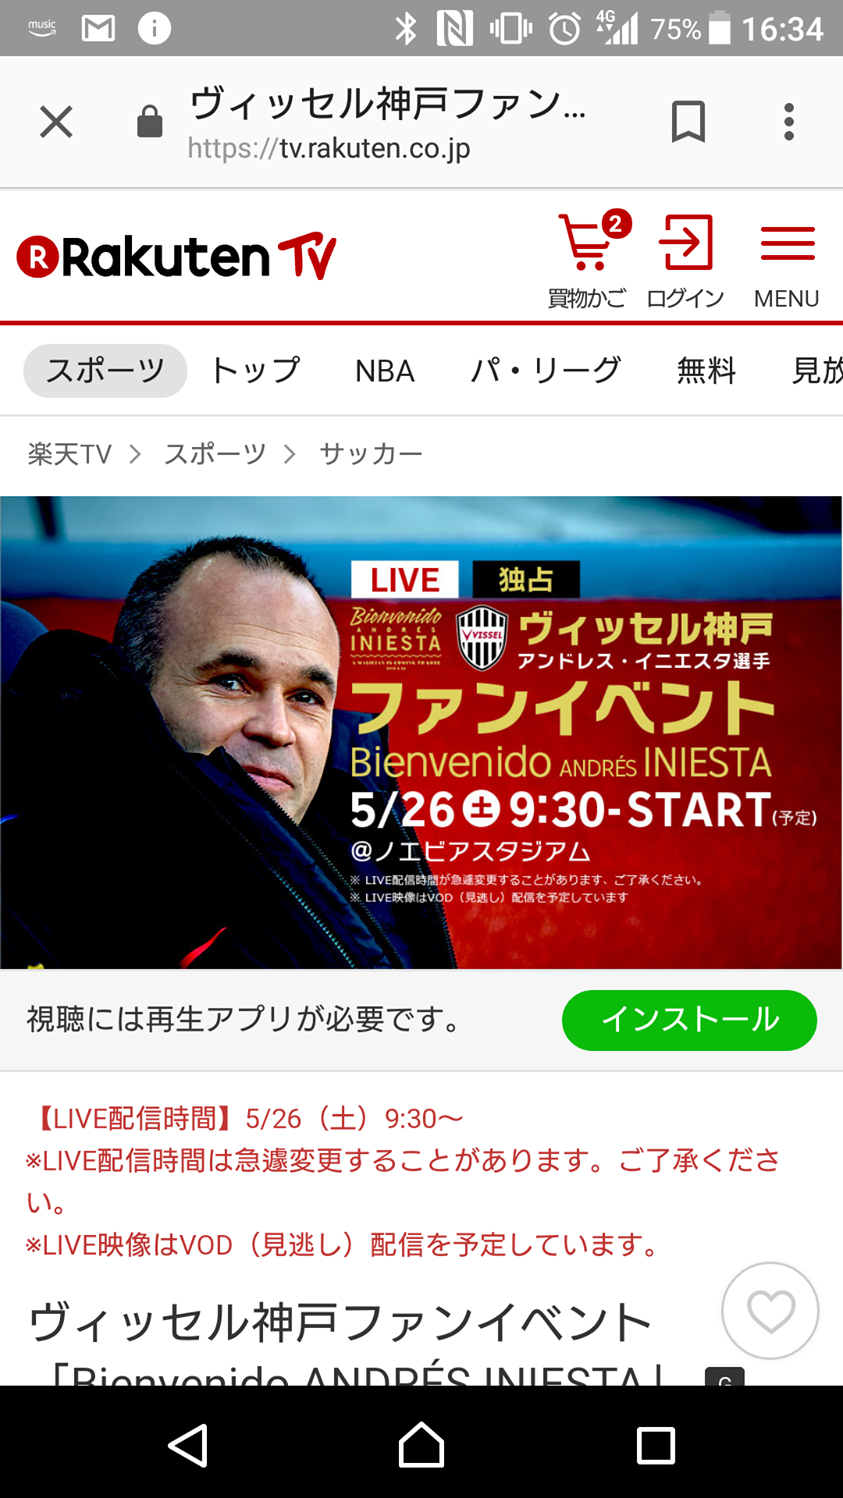 music
4G
75%
16:34
ヴィッセル神戸ファン...
https://tv.rakuten.co.jp
R Rakuten TV
2
買物かご ログイン MENU
スポーツ トップ NBA パ・リーグ 無料 見放
楽天TV > スポーツ > サッカー
LIVE 独占
Bienvenido
ANDRÉS
INIESTA
A MAGICIAN IS COMING TO KOBE
VISSEL
ヴィッセル神戸
アンドレス・イニエスタ選手
ファンイベント
Bienvenido ANDRÉS INIESTA
5/26 土 9:30-START(予定)
@ノエビアスタジアム
※ LIVE配信時間が急遽変更することがあります、ご了承ください。
※ LIVE映像はVOD（見逃し）配信を予定しています
視聴には再生アプリが必要です。 インストール
【LIVE配信時間】5/26（土）9:30〜
※LIVE配信時間は急遽変更することがあります。ご了承くださ
い。
※LIVE映像はVOD（見逃し）配信を予定しています。
ヴィッセル神戸ファンイベント
「Bienvenido ANDRÉS INIESTA」 G